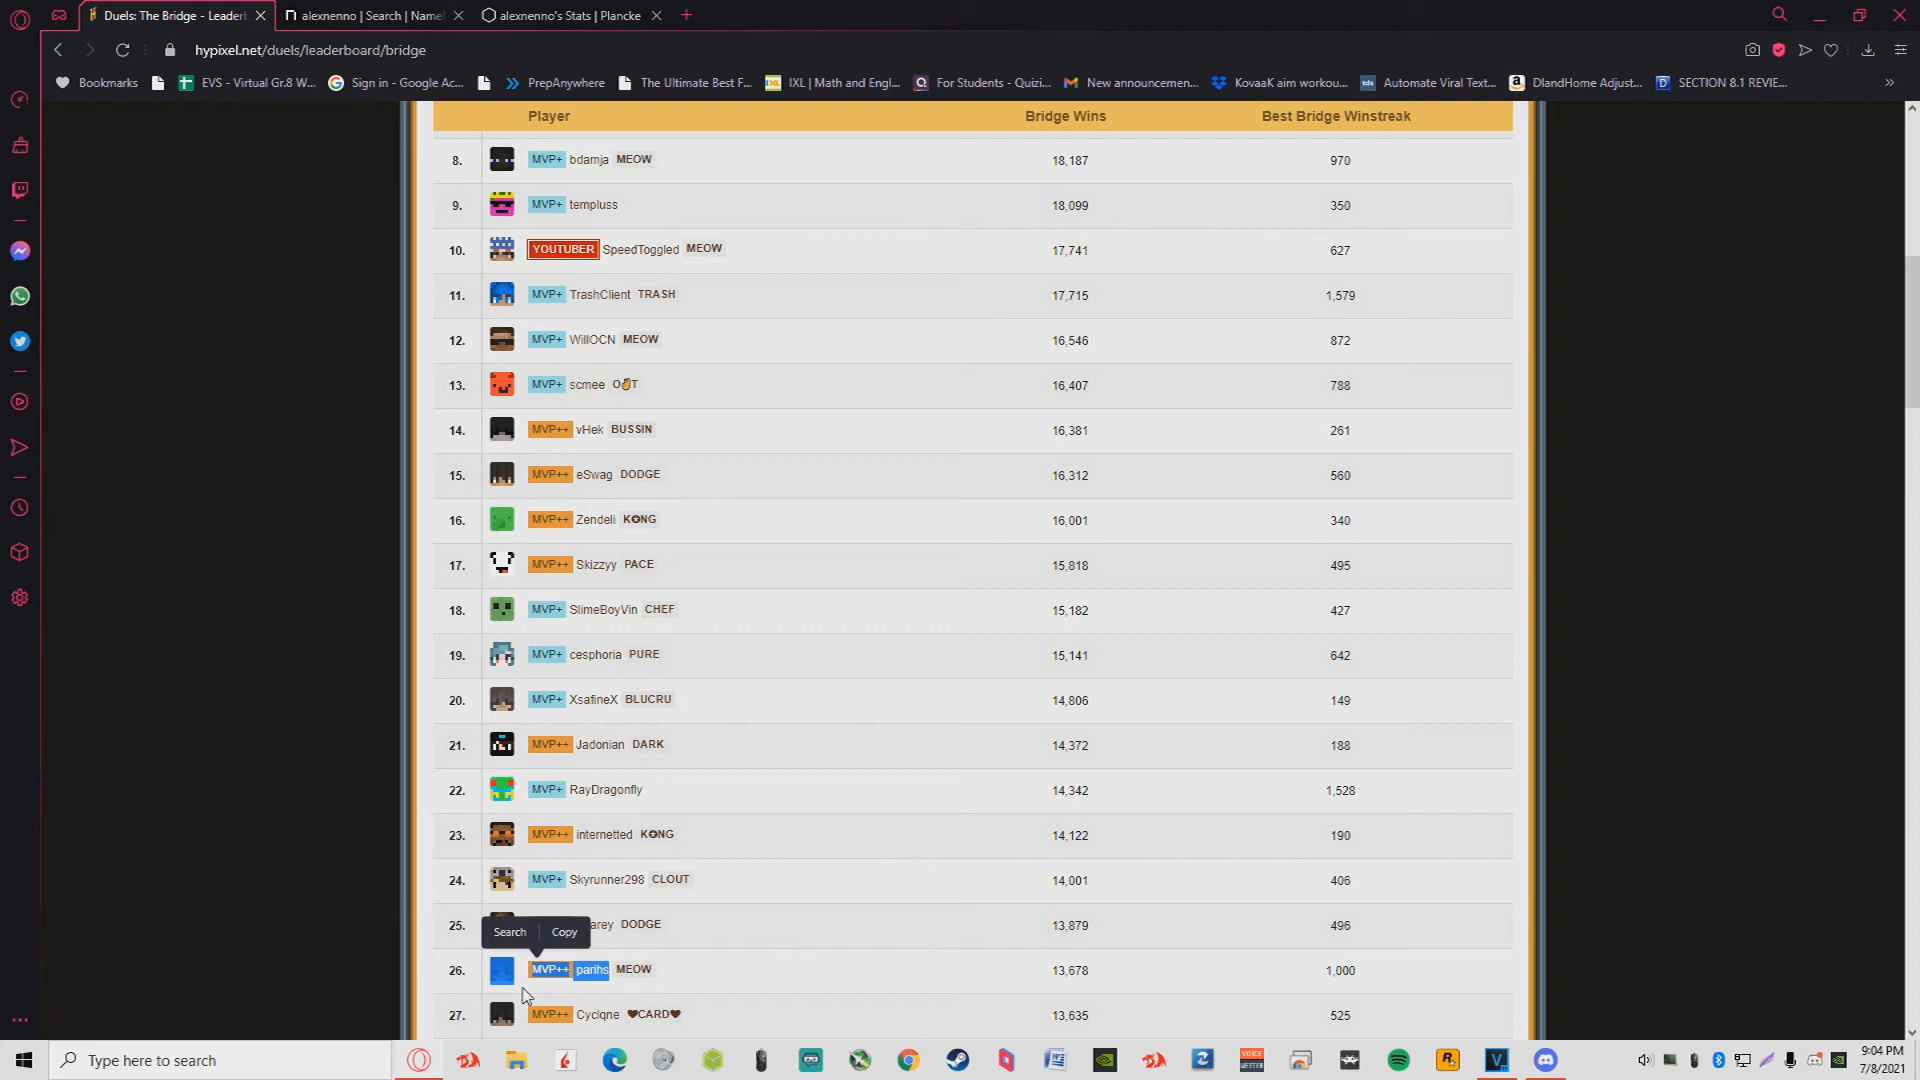 Duels: The Bridge - Leaderb
alexnenno | Search | Name
alexnenno's Stats | Plancke
hypixel.net/duels/leaderboard/bridge
Bookmarks
EVS - Virtual Gr.8 W...
Sign in - Google Ac...
PrepAnywhere
The Ultimate Best F...
IXL | Math and Engl...
For Students - Quizi...
New announcemen...
KovaaK aim workou...
Automate Viral Text...
DlandHome Adjust...
SECTION 8.1 REVIE...
Player Bridge Wins Best Bridge Winstreak
8. MVP+ bdamja MEOW 18,187 970
9. MVP+ templuss 18,099 350
10. YOUTUBER SpeedToggled MEOW 17,741 627
11. MVP+ TrashClient TRASH 17,715 1,579
12. MVP+ WillOCN MEOW 16,546 872
13. MVP+ scmee O✌T 16,407 788
14. MVP++ vHek BUSSIN 16,381 261
15. MVP++ eSwag DODGE 16,312 560
16. MVP++ Zendeli K✪NG 16,001 340
17. MVP++ Skizzyy PACE 15,818 495
18. MVP+ SlimeBoyVin CHEF 15,182 427
19. MVP+ cesphoria PURE 15,141 642
20. MVP+ XsafineX BLUCRU 14,806 149
21. MVP++ Jadonian DARK 14,372 188
22. MVP+ RayDragonfly 14,342 1,528
23. MVP++ internetted K✪NG 14,122 190
24. MVP+ Skyrunner298 CLOUT 14,001 406
25. arey DODGE 13,879 496
Search Copy
26. MVP++ parihs MEOW 13,678 1,000
27. MVP++ Cyclqne ❤CARD❤ 13,635 525
Type here to search
9:04 PM
7/8/2021